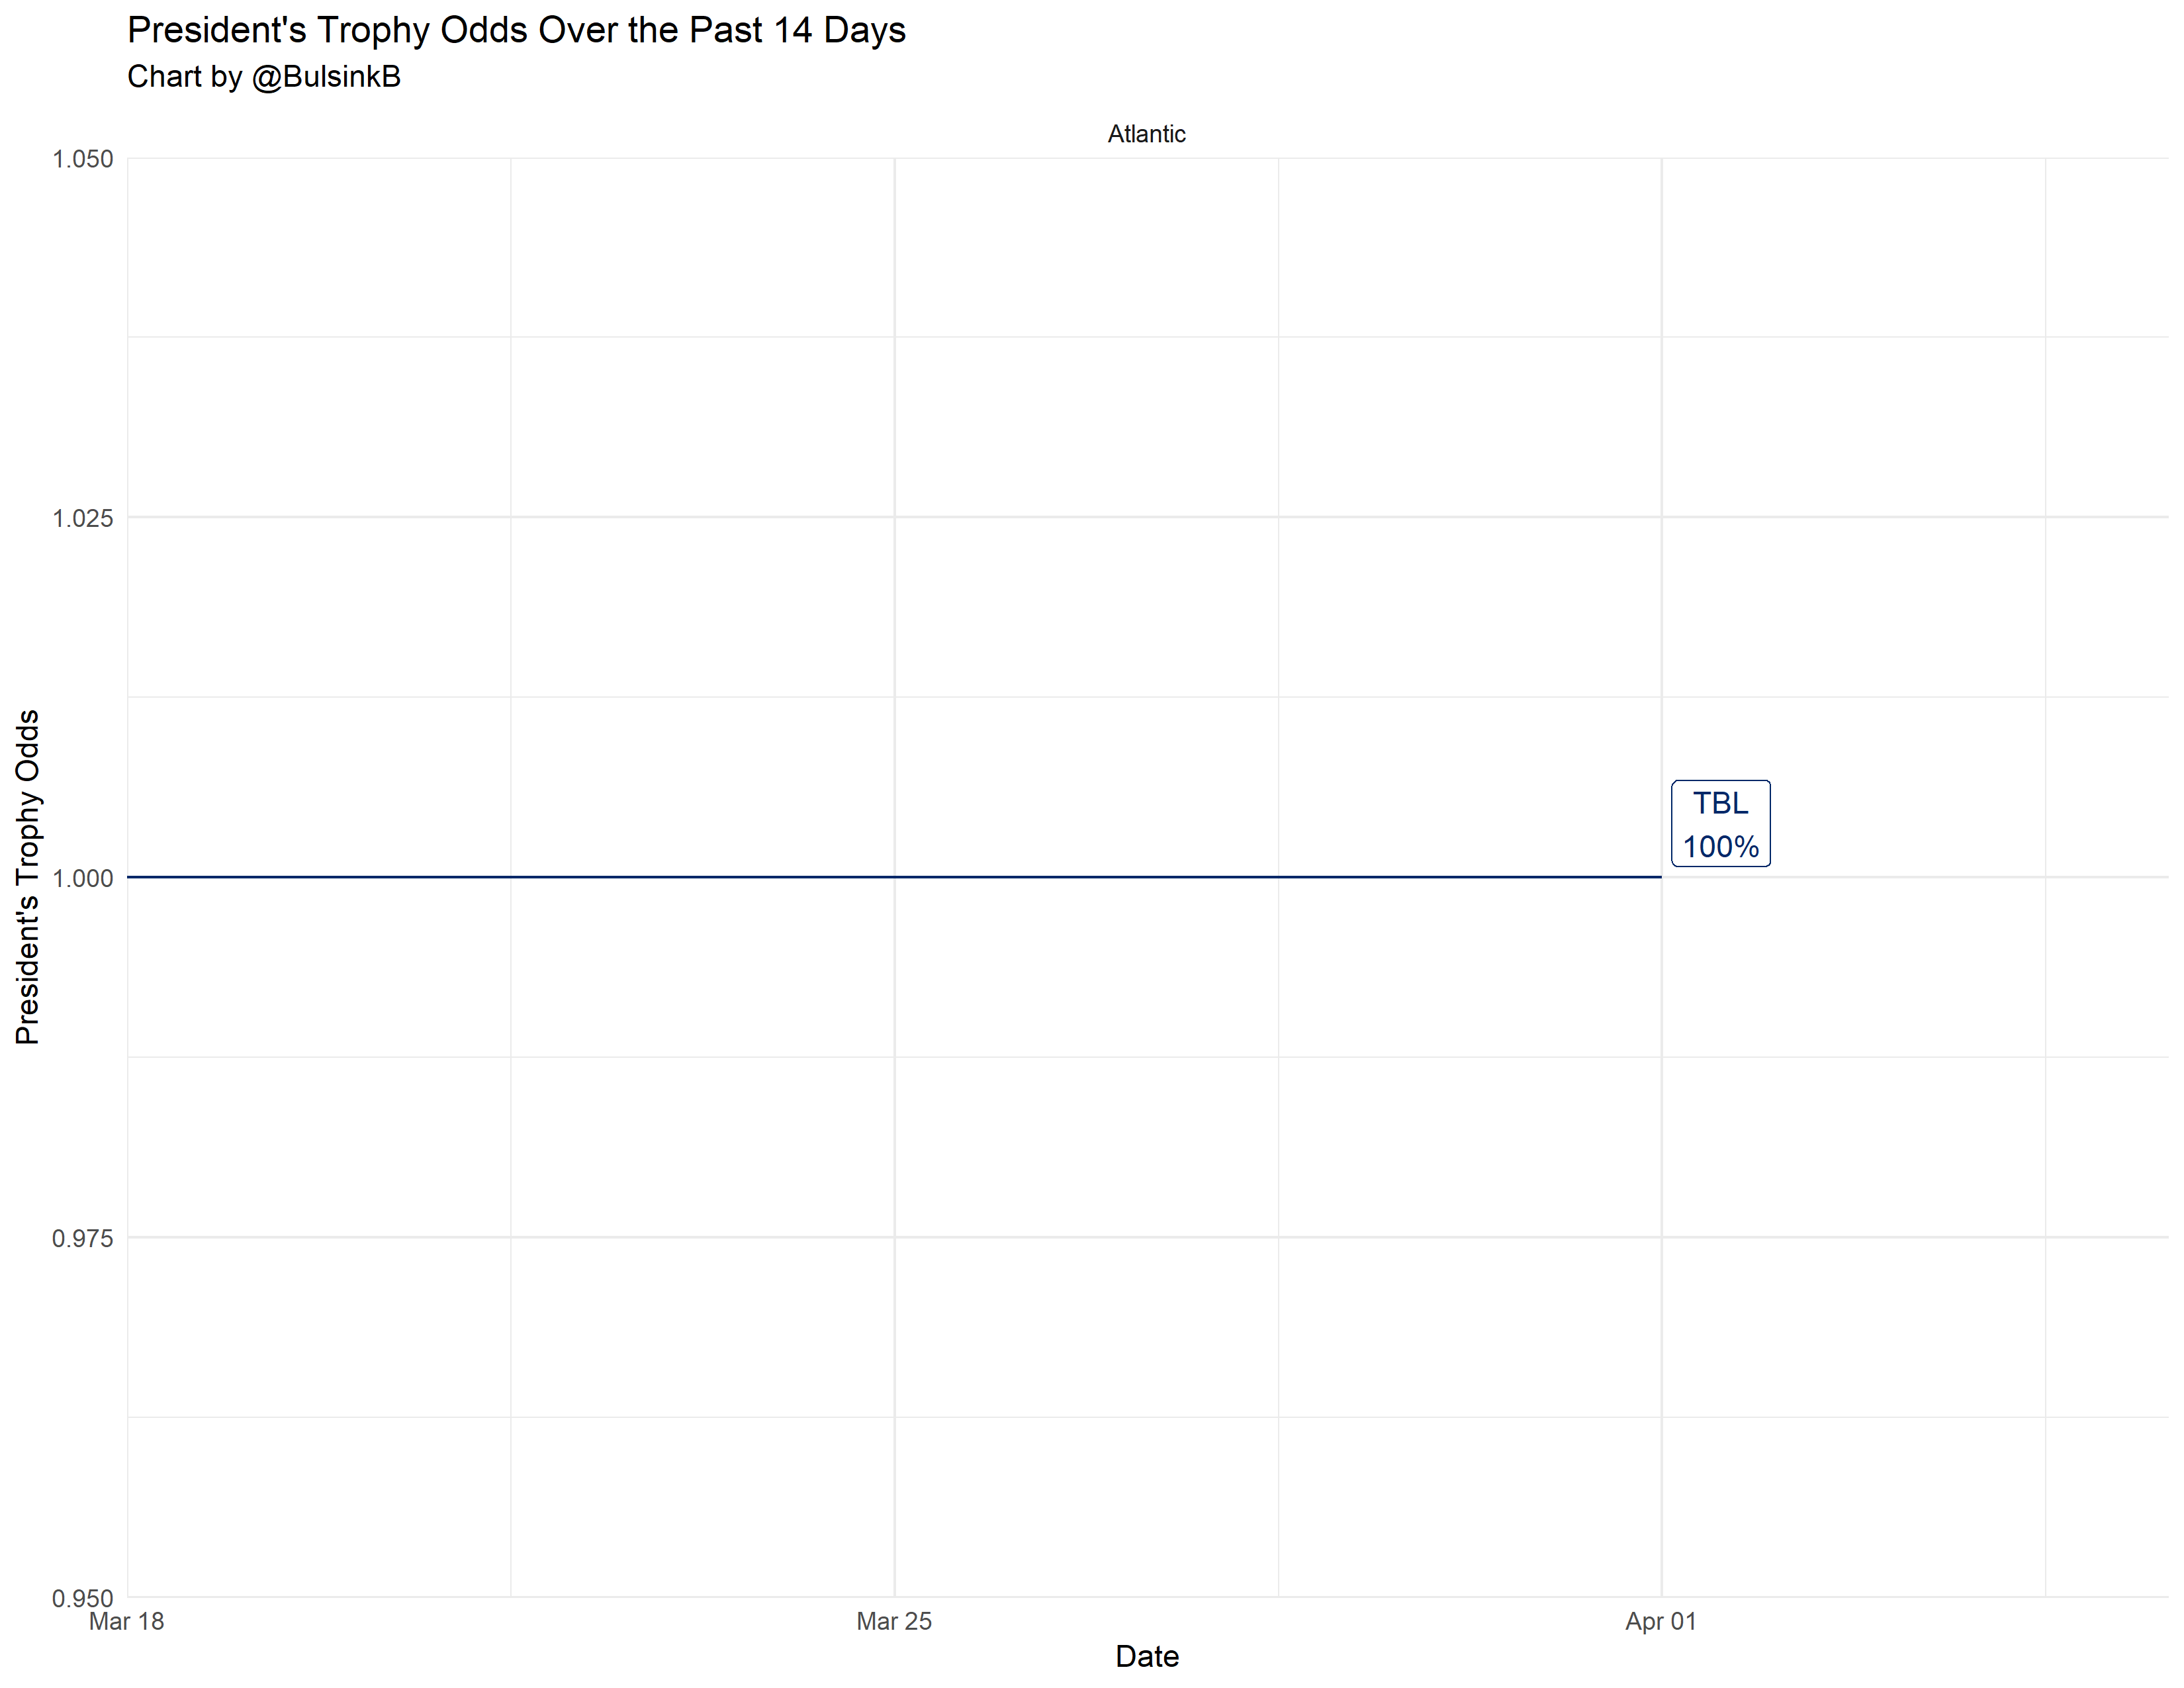 President's Trophy Odds Over the Past 14 Days
Chart by @BulsinkB
Atlantic
1.050
1.025
1.000
0.975
0.950
President's Trophy Odds
TBL
100%
Mar 18
Mar 25
Apr 01
Date